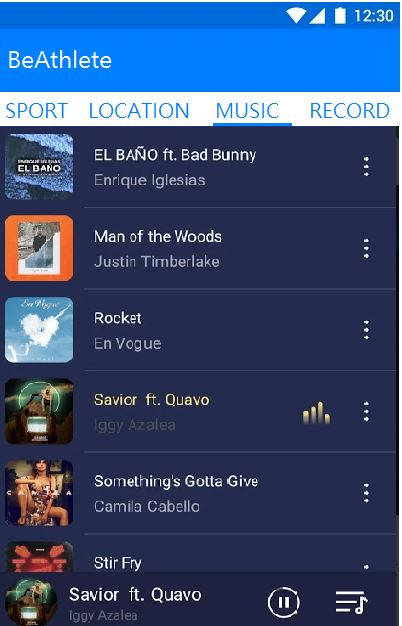 12:30
BeAthlete
SPORT LOCATION MUSIC RECORD
ENRIQUE IGLESIAS
EL BAÑO
EL BAÑO ft. Bad Bunny
Enrique Iglesias
Man of the Woods
Justin Timberlake
En Vogue
Rocket
En Vogue
Savior ft. Quavo
Iggy Azalea
CAMILA
Something's Gotta Give
Camila Cabello
Stir Fry
Savior ft. Quavo
Iggy Azalea